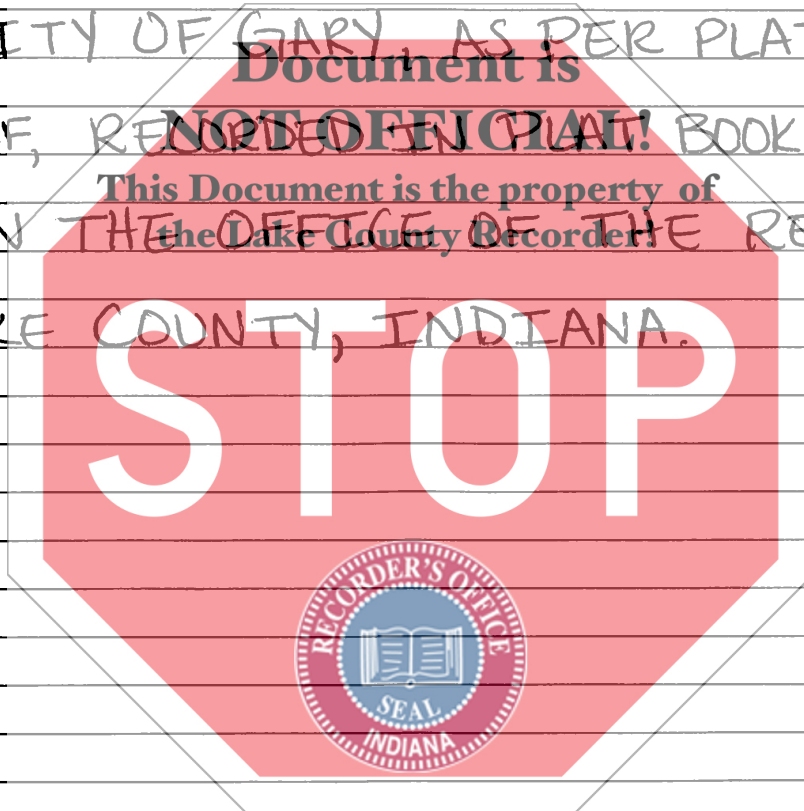 ITY OF GARY, AS PER PLAT
Document is
F, RECORDED IN PLAT BOOK
NOT OFFICIAL!
This Document is the property of
N THE OFFICE OF THE RE
the Lake County Recorder!
KE COUNTY, INDIANA.
STOP
RECORDER'S OFFICE
SEAL
INDIANA